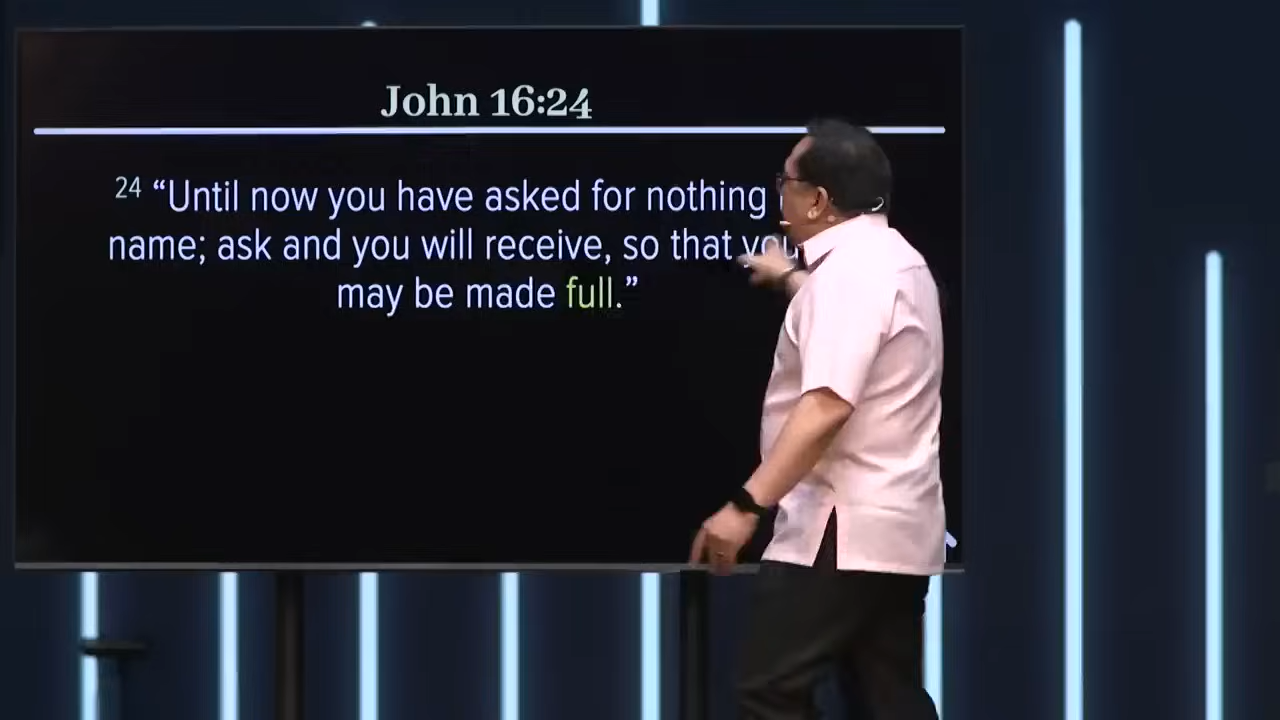 John 16:24
24 “Until now you have asked for nothing
name; ask and you will receive, so that you
may be made full.”